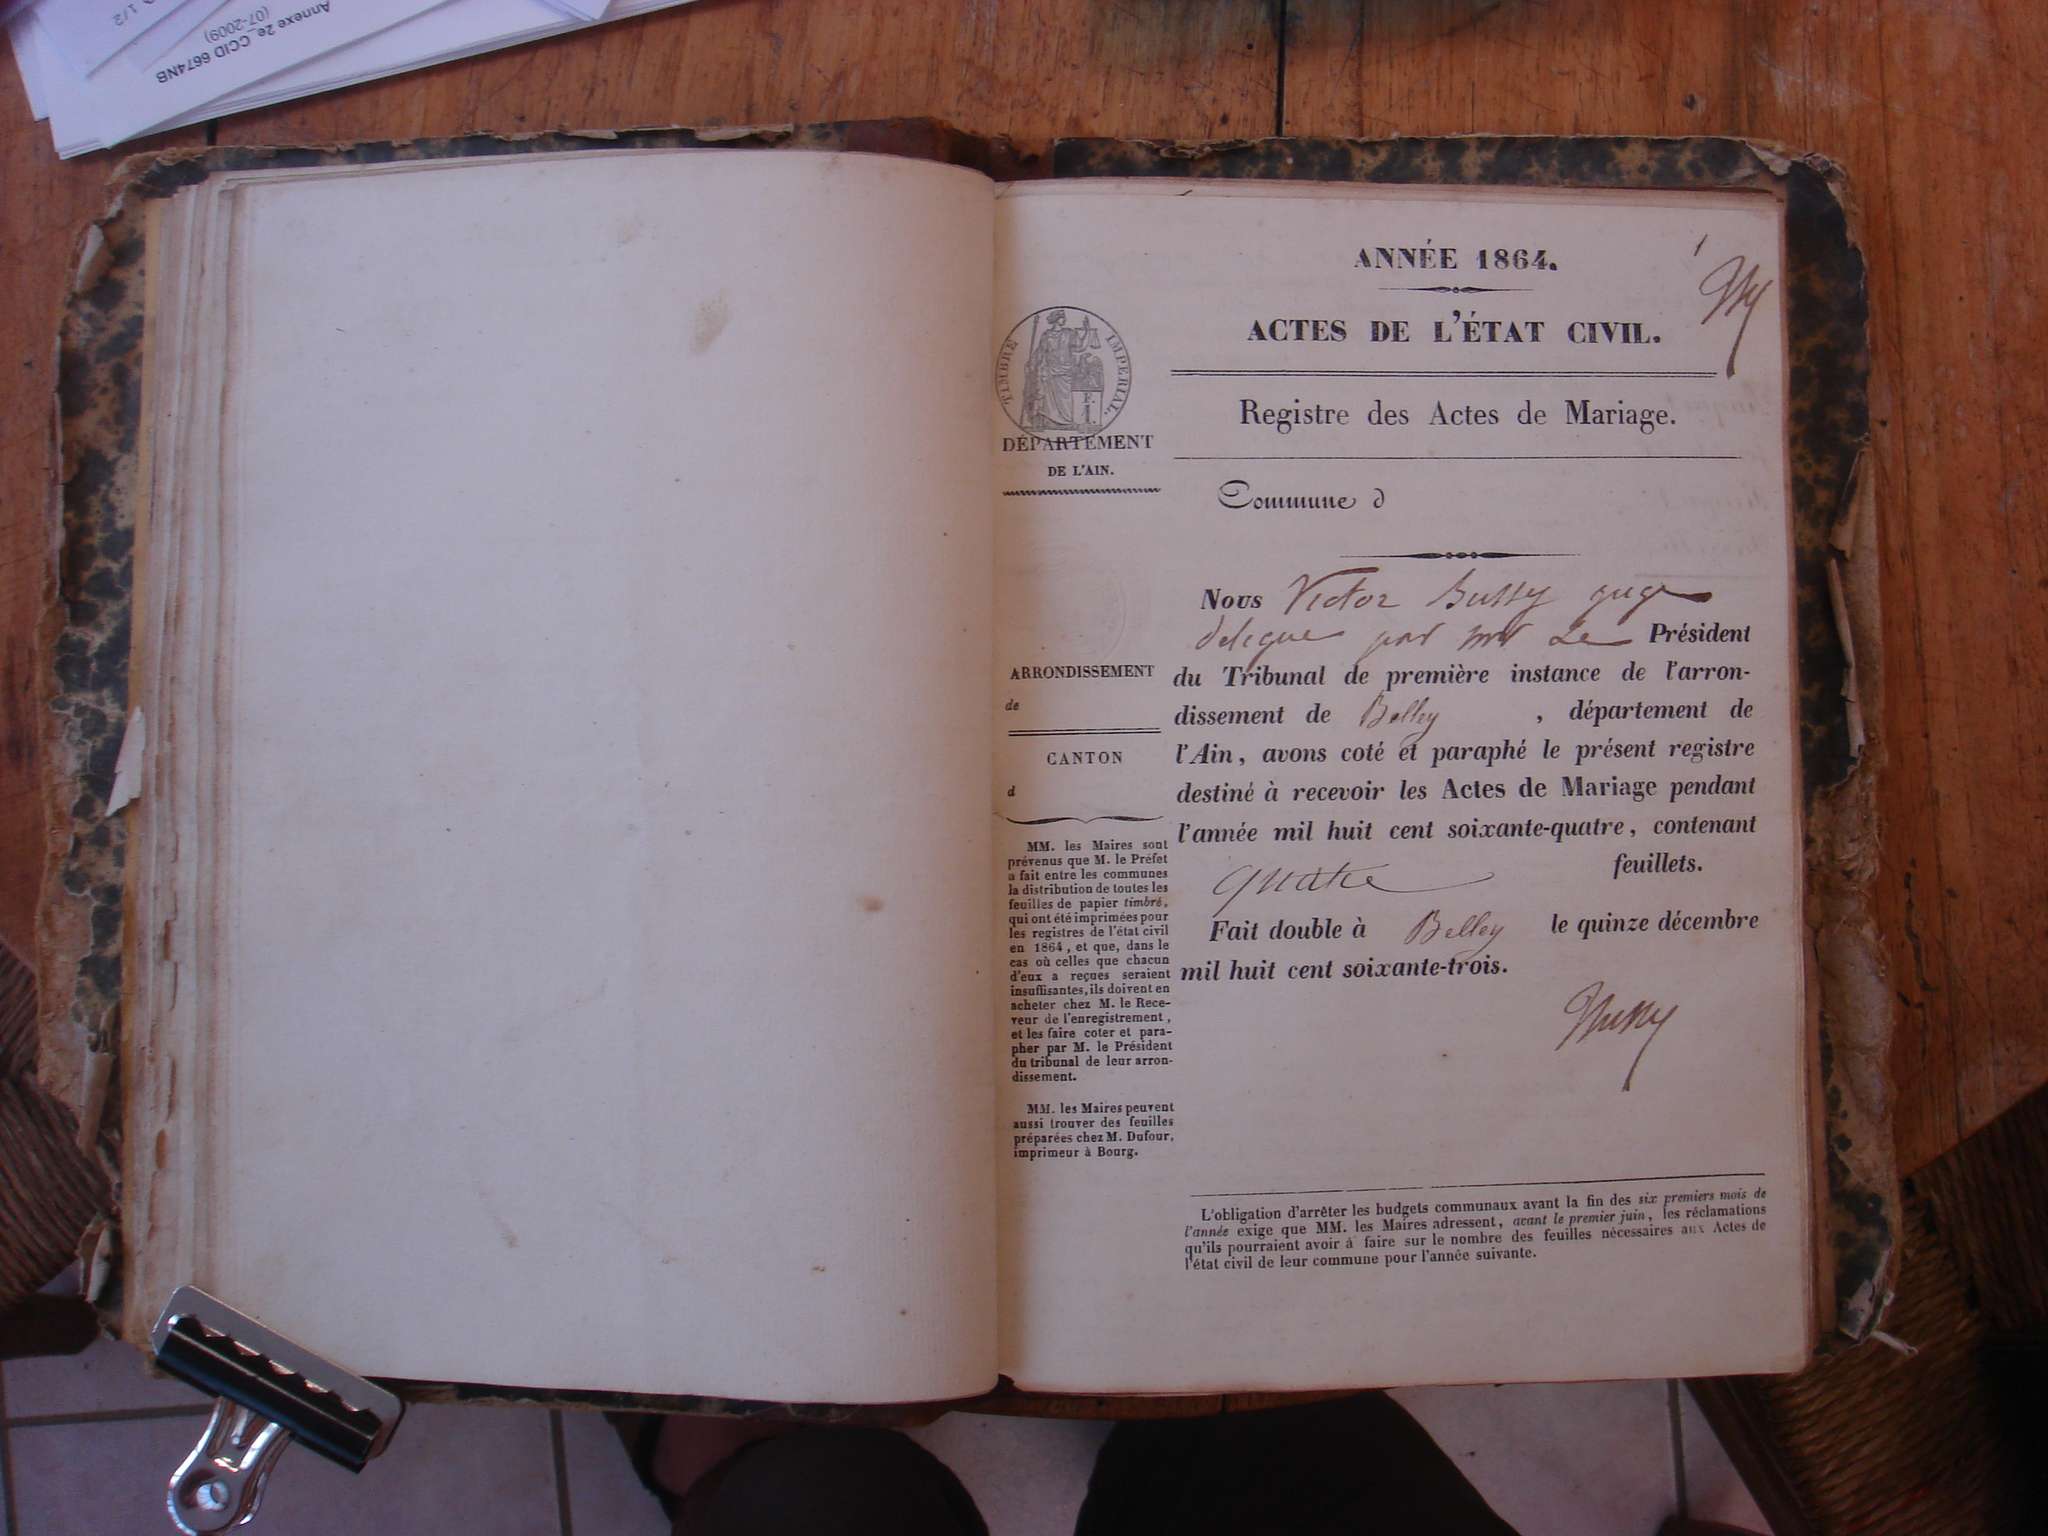 Annexe 2e_CCID 6674NB
(07-2009)
1/2
ANNÉE 1864.
1
ACTES DE L'ÉTAT CIVIL.
TIMBRE IMPERIAL.
Registre des Actes de Mariage.
DÉPARTEMENT
DE L'AIN.
Commune d
ARRONDISSEMENT
de
CANTON
d
MM. les Maires sont
prévenus que M. le Préfet
a fait entre les communes
la distribution de toutes les
feuilles de papier timbré,
qui ont été imprimées pour
les registres de l'état civil
en 1864, et que, dans le
cas où celles que chacun
d'eux a reçues seraient
insuffisantes, ils doivent en
acheter chez M. le Rece-
veur de l'enregistrement,
et les faire coter et para-
pher par M. le Président
du tribunal de leur arron-
dissement.
MM. les Maires peuvent
aussi trouver des feuilles
préparées chez M. Dufour,
imprimeur à Bourg.
Nous Victor Bussy juge
delegue par mr Le Président
du Tribunal de première instance de l'arron-
dissement de Belley , département de
l'Ain, avons coté et paraphé le présent registre
destiné à recevoir les Actes de Mariage pendant
l'année mil huit cent soixante-quatre, contenant
quatre feuillets.
Fait double à Belley le quinze décembre
mil huit cent soixante-trois.
Bussy
L'obligation d'arrêter les budgets communaux avant la fin des six premiers mois de
l'année exige que MM. les Maires adressent, avant le premier juin, les réclamations
qu'ils pourraient avoir à faire sur le nombre des feuilles nécessaires aux Actes de
l'état civil de leur commune pour l'année suivante.